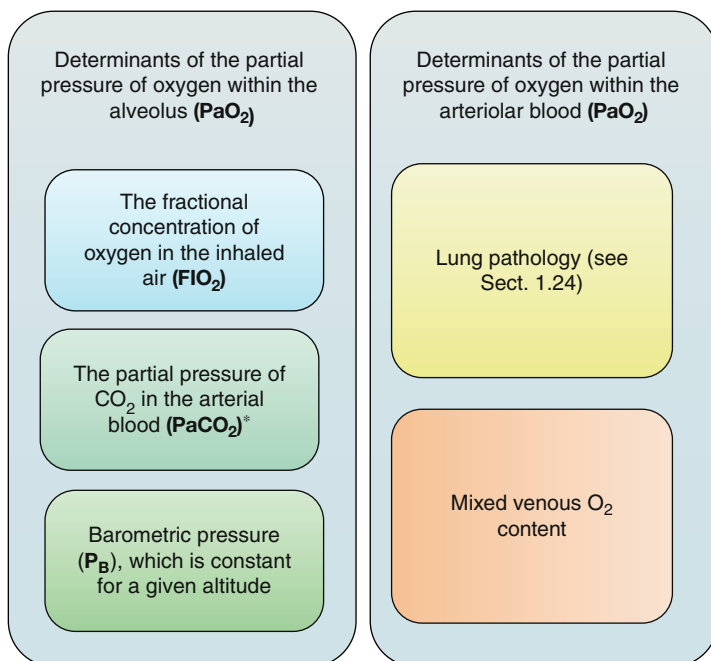 Determinants of the partial
pressure of oxygen within the
alveolus (PaO₂)
The fractional
concentration of
oxygen in the inhaled
air (FIO₂)
The partial pressure of
CO₂ in the arterial
blood (PaCO₂)*
Barometric pressure
(P_B), which is constant
for a given altitude
Determinants of the partial
pressure of oxygen within the
arteriolar blood (PaO₂)
Lung pathology (see
Sect. 1.24)
Mixed venous O₂
content